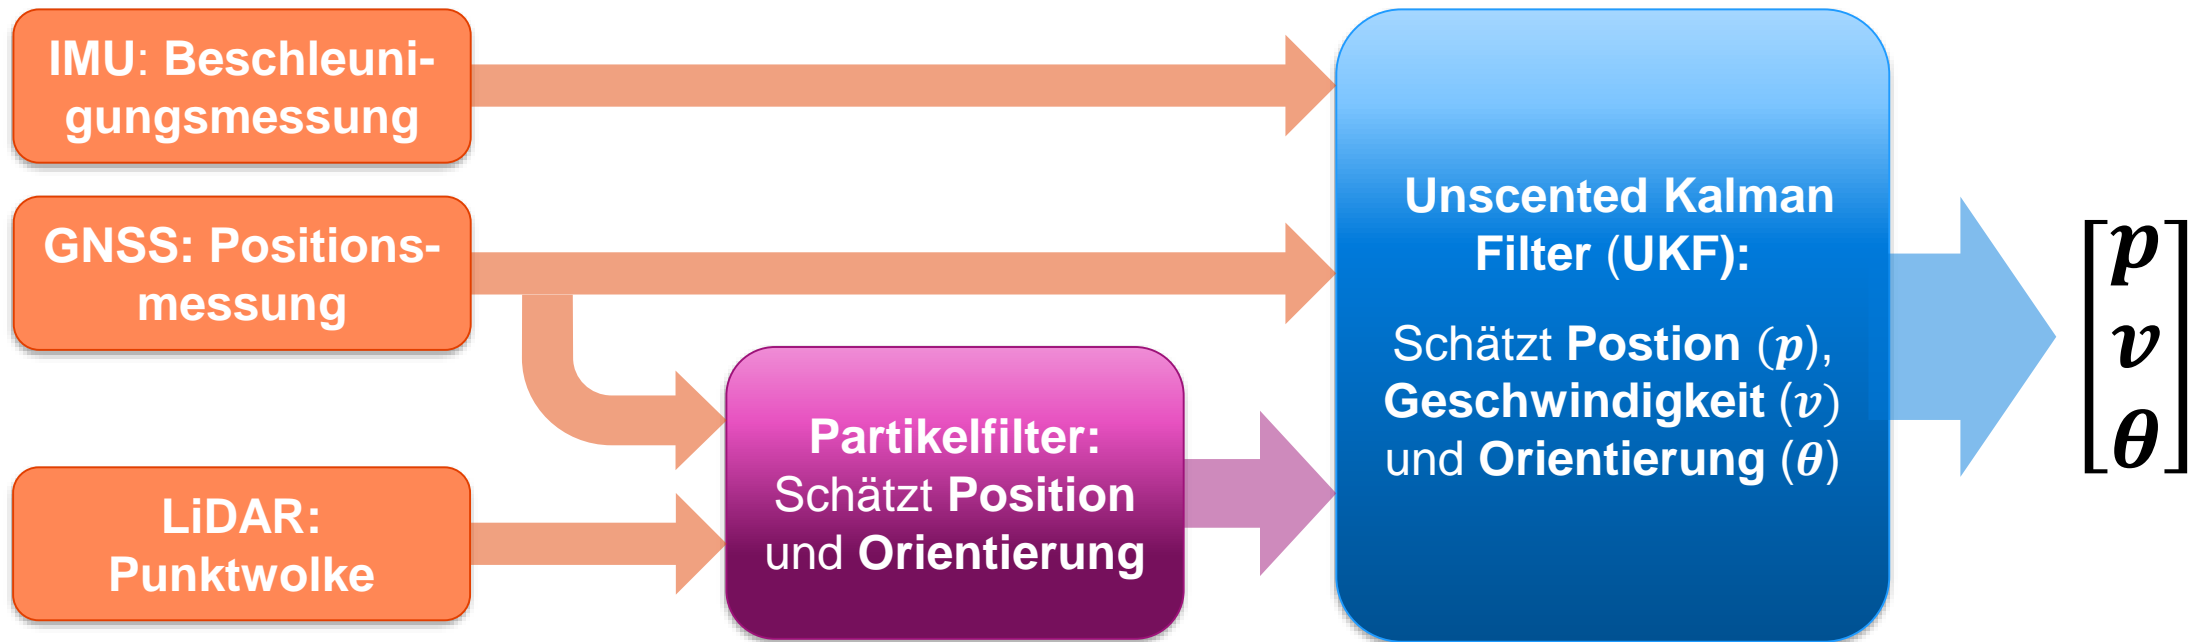 IMU: Beschleuni-
gungsmessung
GNSS: Positions-
messung
LiDAR:
Punktwolke
Partikelfilter:
Schätzt Position
und Orientierung
Unscented Kalman
Filter (UKF):
Schätzt Postion (p),
Geschwindigkeit (v)
und Orientierung (θ)
p
v
θ